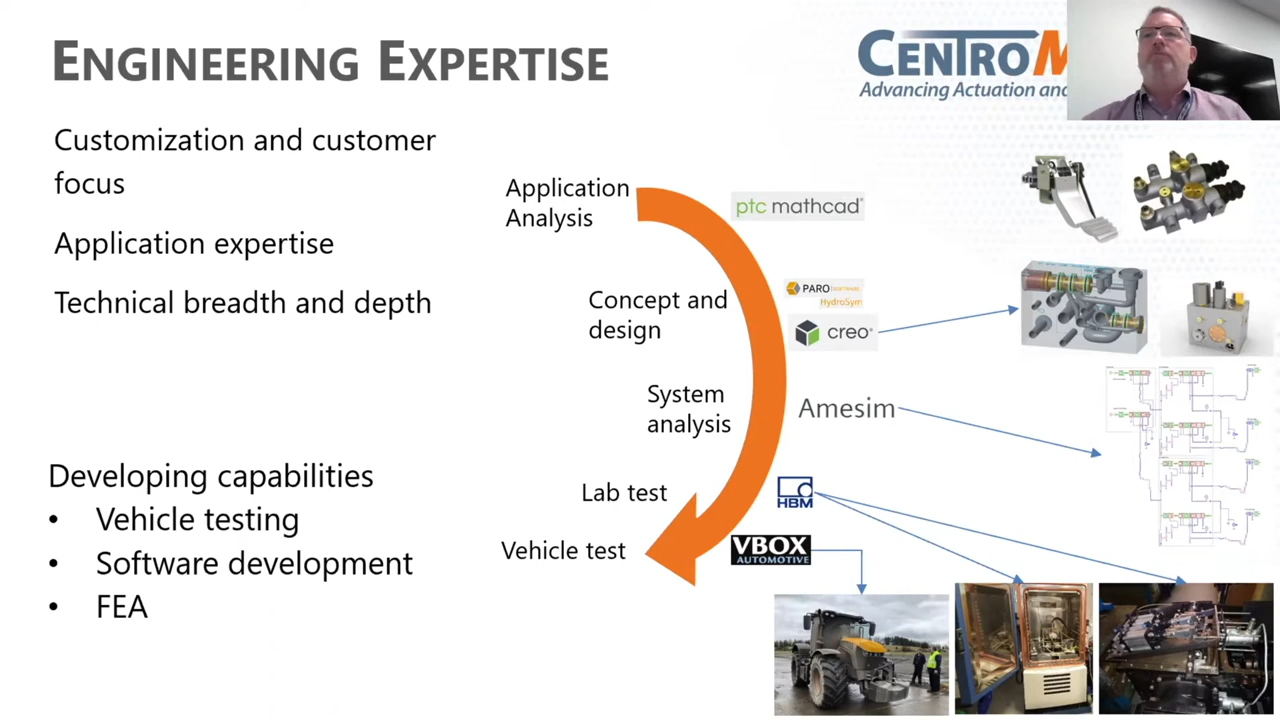 ENGINEERING EXPERTISE
CENTROM
Advancing Actuation and
Customization and customer
focus
Application expertise
Technical breadth and depth
Developing capabilities
• Vehicle testing
• Software development
• FEA
Application
Analysis
ptc mathcad®
Concept and
design
PARO SOFTWARE
HydroSym
creo®
System
analysis
Amesim
Lab test
HBM
Vehicle test
VBOX
AUTOMOTIVE